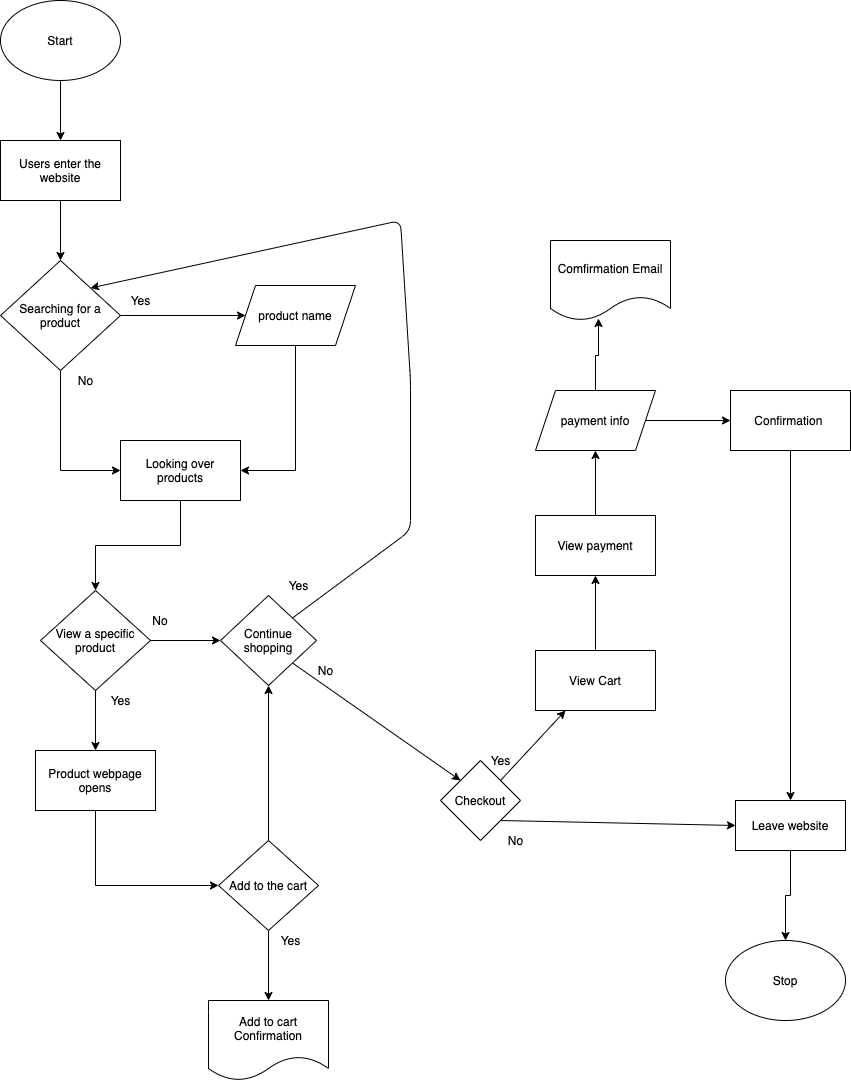 Start
Users enter the
website
Searching for a
product
Yes
product name
No
Looking over
products
View a specific
product
No
Yes
Continue
shopping
Yes
No
Product webpage
opens
Add to the cart
Yes
Add to cart
Confirmation
Checkout
Yes
No
View Cart
View payment
payment info
Comfirmation Email
Confirmation
Leave website
Stop